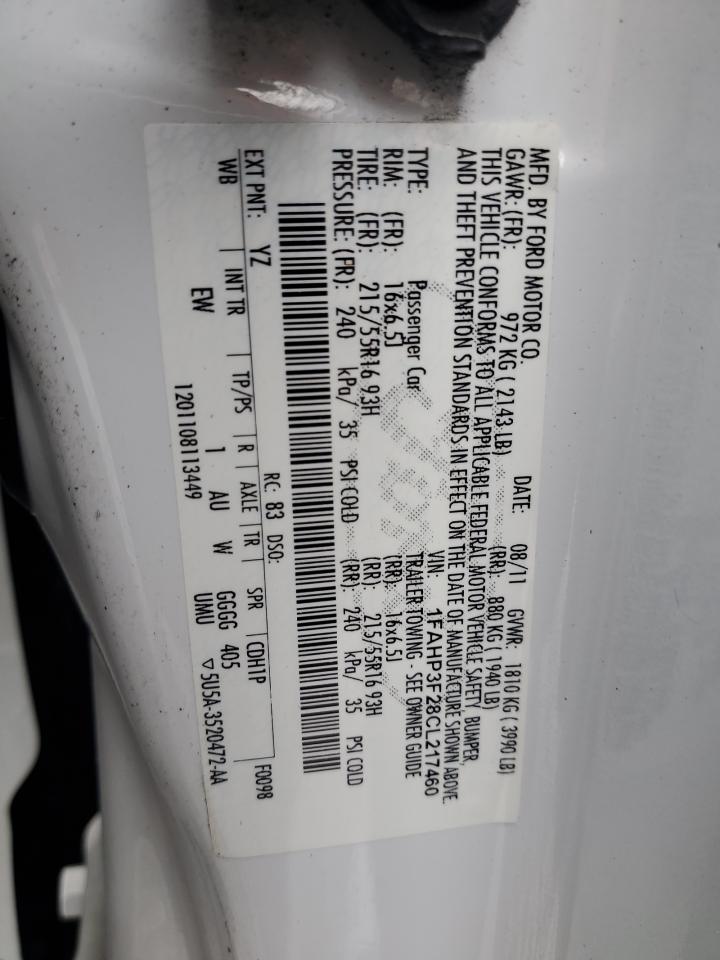 MFD. BY FORD MOTOR CO.
DATE: 08/11 GVWR: 1810 KG ( 3990 LB)
GAWR: (FR): 972 KG ( 2143 LB) (RR): 880 KG ( 1940 LB)
THIS VEHICLE CONFORMS TO ALL APPLICABLE FEDERAL MOTOR VEHICLE SAFETY, BUMPER,
AND THEFT PREVENTION STANDARDS IN EFFECT ON THE DATE OF MANUFACTURE SHOWN ABOVE.
VIN: 1FAHP3F28CL217460
TYPE: Passenger Car TRAILER TOWING - SEE OWNER GUIDE
RIM: (FR): 16x6.5J (RR): 16x6.5J
TIRE: (FR): 215/55R16 93H (RR): 215/55R16 93H
PRESSURE: (FR): 240 kPa/ 35 PSI COLD (RR): 240 kPa/ 35 PSI COLD
F0098
EXT PNT: YZ RC: 83 DSO:
WB INT TR TP/PS R AXLE TR SPR CDH1P
EW 1 AU W GGGG 405
UMU
1201108113449 ▽5U5A-3520472-AA